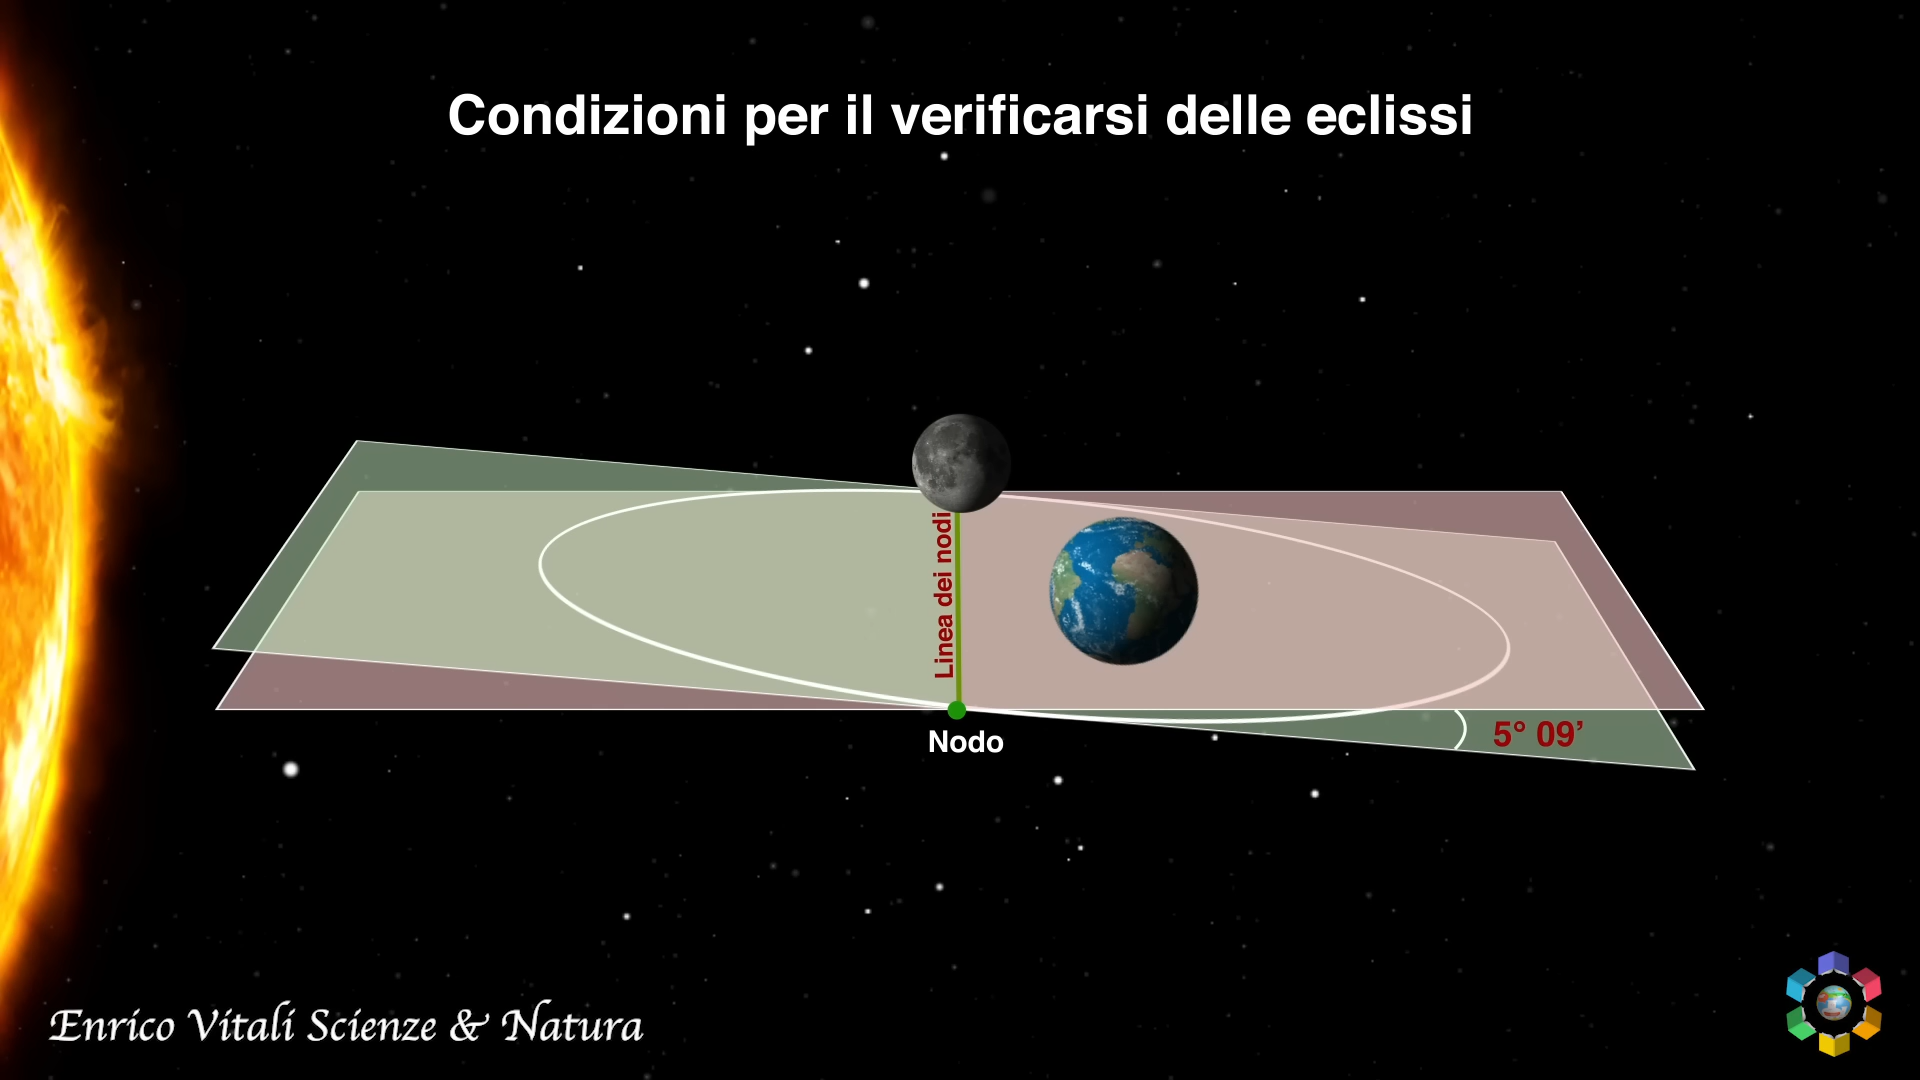 Condizioni per il verificarsi delle eclissi
Linea dei nodi
Nodo
5° 09’
Enrico Vitali Scienze & Natura